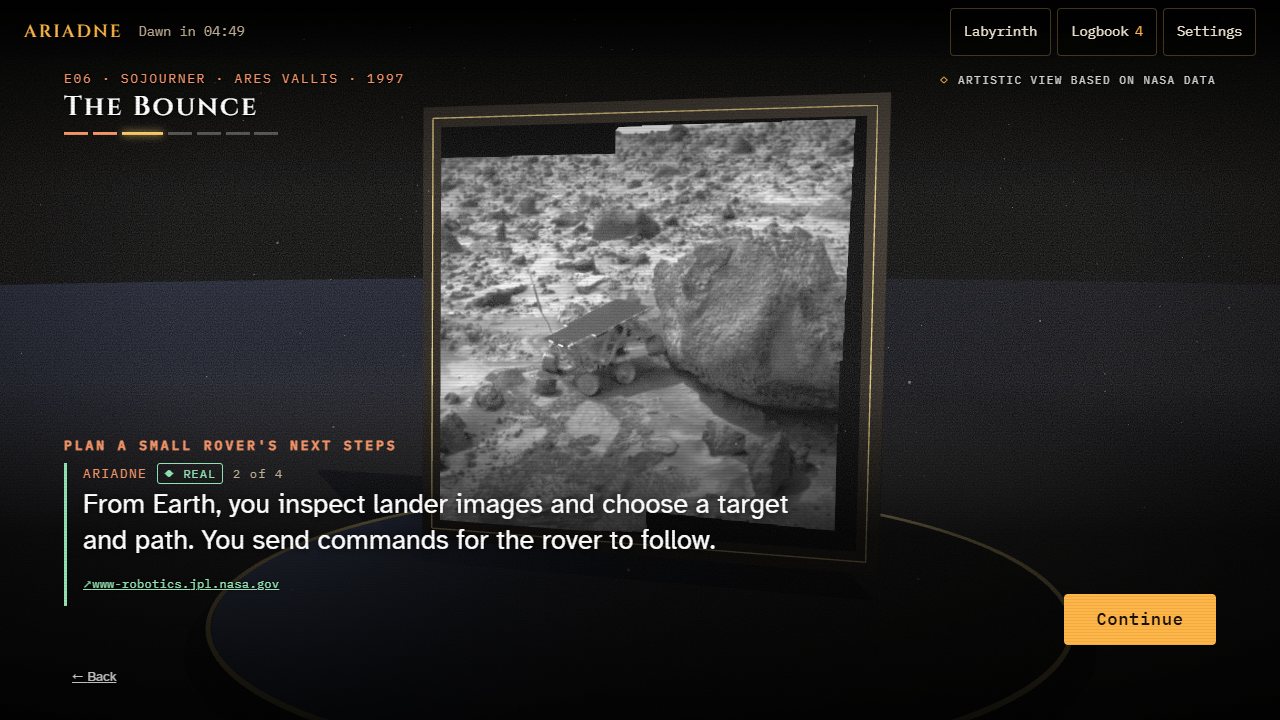 ARIADNE Dawn in 04:49 Labyrinth Logbook 4 Settings
E06 · SOJOURNER · ARES VALLIS · 1997
◇ ARTISTIC VIEW BASED ON NASA DATA
The Bounce
PLAN A SMALL ROVER'S NEXT STEPS
ARIADNE ◆ REAL 2 of 4
From Earth, you inspect lander images and choose a target
and path. You send commands for the rover to follow.
↗www-robotics.jpl.nasa.gov
Continue
← Back